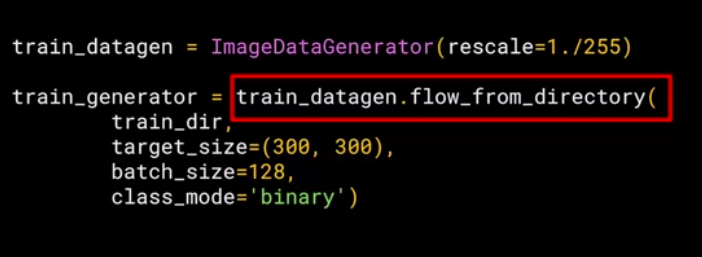 train_datagen = ImageDataGenerator(rescale=1./255)
train_generator = train_datagen.flow_from_directory(
train_dir,
target_size=(300, 300),
batch_size=128,
class_mode='binary')